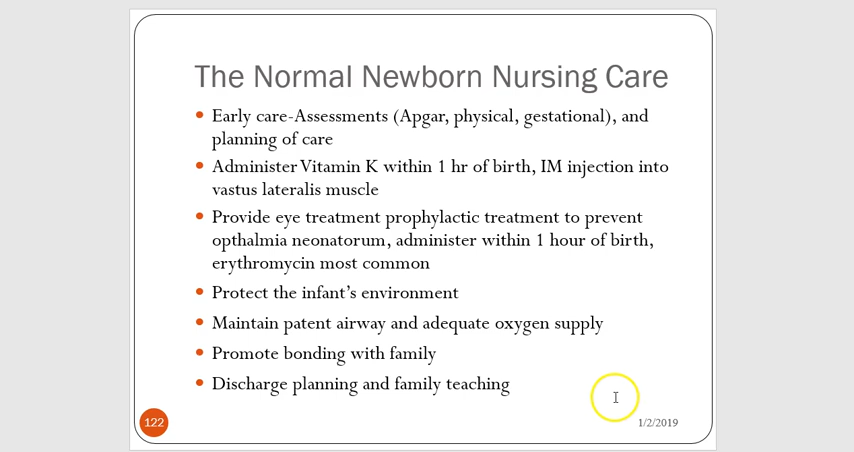 The Normal Newborn Nursing Care
• Early care-Assessments (Apgar, physical, gestational), and
planning of care
• Administer Vitamin K within 1 hr of birth, IM injection into
vastus lateralis muscle
• Provide eye treatment prophylactic treatment to prevent
opthalmia neonatorum, administer within 1 hour of birth,
erythromycin most common
• Protect the infant’s environment
• Maintain patent airway and adequate oxygen supply
• Promote bonding with family
• Discharge planning and family teaching
122
1/2/2019